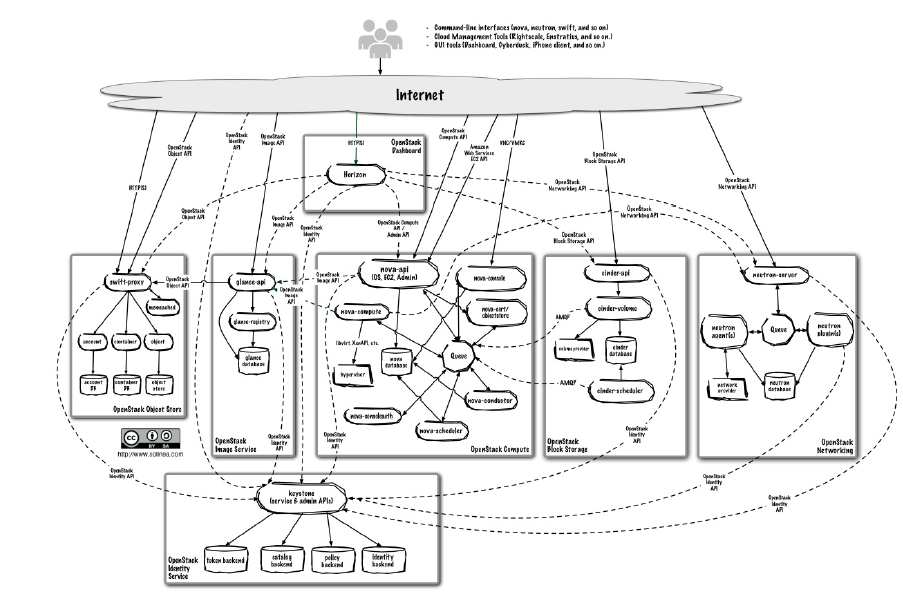 - Command-line interfaces (nova, neutron, swift, and so on)
- Cloud Management Tools (Rightscale, Enstratius, and so on.)
- GUI tools (Dashboard, Cyberduck, iPhone client, and so on.)
Internet
HTTP(S)
OpenStack
Object API
OpenStack
Identity
API
OpenStack
Image API
HTTP(S)
OpenStack
Dashboard
Horizon
OpenStack
Compute API
Amazon
Web Services
EC2 API
VNC/VMRC
OpenStack
Block Storage API
OpenStack
Networking API
OpenStack
Networking API
OpenStack
Networking API
OpenStack
Object API
OpenStack
Image API
OpenStack
Identity
API
OpenStack Compute
API /
Admin API
OpenStack
Block Storage API
swift-proxy
memcached
account
container
object
account
DB
container
DB
object
store
OpenStack Object Store
OpenStack
Object API
glance-api
glance-registry
glance
database
OpenStack
Image Service
OpenStack
Identity
API
OpenStack
Image API
OpenStack
Image
API
nova-api
(OS, EC2, Admin)
nova-console
nova-compute
nova-cert/
objectstore
libvirt, XenAPI, etc.
hypervisor
nova
database
Queue
nova-consoleauth
nova-conductor
nova-scheduler
OpenStack
Identity
API
OpenStack Compute
cinder-api
cinder-volume
AMQP
volume provider
cinder
database
AMQP
cinder-scheduler
OpenStack
Identity
API
OpenStack
Block Storage
neutron-server
neutron
agent(s)
Queue
neutron
plugin(s)
network
provider
neutron
database
OpenStack
Networking
cc
BY
SA
http://www.solinea.com
OpenStack
Identity
API
OpenStack
Identity
API
OpenStack
Identity
API
keystone
(service & admin APIs)
token backend
catalog
backend
policy
backend
identity
backend
OpenStack
Identity
Service